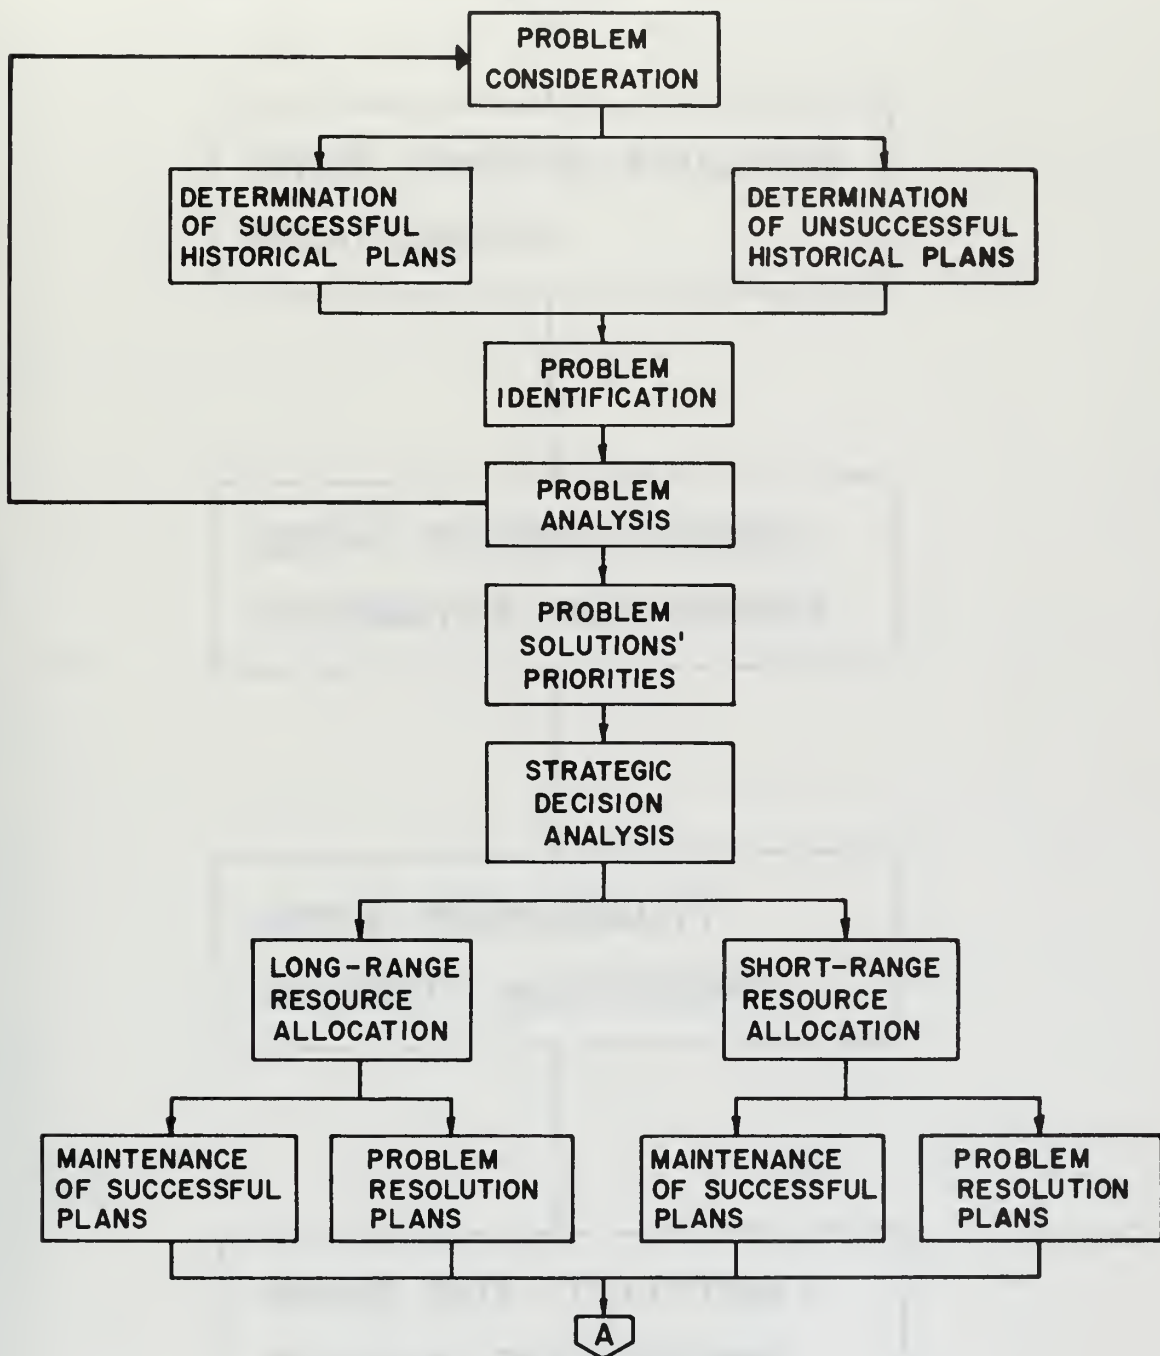 PROBLEM
CONSIDERATION
DETERMINATION
OF SUCCESSFUL
HISTORICAL PLANS
DETERMINATION
OF UNSUCCESSFUL
HISTORICAL PLANS
PROBLEM
IDENTIFICATION
PROBLEM
ANALYSIS
PROBLEM
SOLUTIONS'
PRIORITIES
STRATEGIC
DECISION
ANALYSIS
LONG-RANGE
RESOURCE
ALLOCATION
SHORT-RANGE
RESOURCE
ALLOCATION
MAINTENANCE
OF SUCCESSFUL
PLANS
PROBLEM
RESOLUTION
PLANS
MAINTENANCE
OF SUCCESSFUL
PLANS
PROBLEM
RESOLUTION
PLANS
A